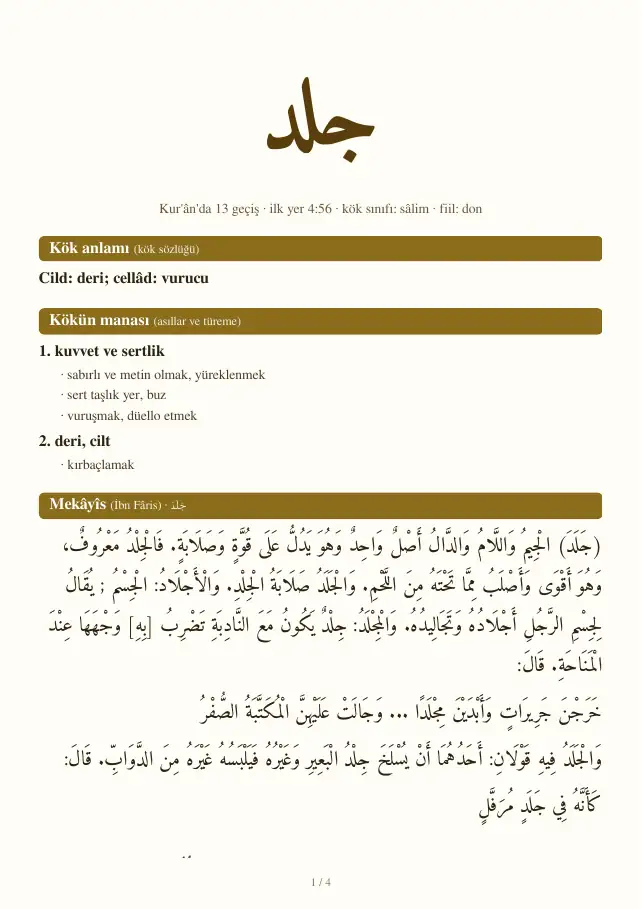 جلد
Kur'ân'da 13 geçiş · ilk yer 4:56 · kök sınıfı: sâlim · fiil: don
Kök anlamı (kök sözlüğü)
Cild: deri; cellâd: vurucu
Kökün manası (asıllar ve türeme)
1. kuvvet ve sertlik
· sabırlı ve metin olmak, yüreklenmek
· sert taşlık yer, buz
· vuruşmak, düello etmek
2. deri, cilt
· kırbaçlamak
Mekâyîs (İbn Fâris) · جَلَدَ
(جَلَدَ) الْجِيمُ وَاللَّامُ وَالدَّالُ أَصْلٌ وَاحِدٌ وَهُوَ يَدُلُّ عَلَى قُوَّةٍ وَصَلَابَةٍ. فَالْجِلْدُ مَعْرُوفٌ،
وَهُوَ أَقْوَى وَأَصْلَبُ مِمَّا تَحْتَهُ مِنَ اللَّحْمِ. وَالْجَلَدُ صَلَابَةُ الْجِلْدِ. وَالْأَجْلَادُ: الْجِسْمُ ; يُقَالُ
لِجِسْمِ الرَّجُلِ أَجْلَادُهُ وَتَجَالِيدُهُ. وَالْمِجْلَدُ: جِلْدٌ يَكُونُ مَعَ النَّادِبَةِ تَضْرِبُ [بِهِ] وَجْهَهَا عِنْدَ
الْمَنَاحَةِ. قَالَ:
خَرَجْنَ جَرِيرَاتٍ وَأَبْدَيْنَ مِجْلَدًا ... وَجَالَتْ عَلَيْهِنَّ الْمُكَتَّبَةُ الصُّفْرُ
وَالْجَلَدُ فِيهِ قَوْلَانِ: أَحَدُهُمَا أَنْ يُسْلَخَ جِلْدُ الْبَعِيرِ وَغَيْرُهُ فَيَلْبَسُهُ غَيْرَهُ مِنَ الدَّوَابِّ. قَالَ:
كَأَنَّهُ فِي جَلَدٍ مُرَفَّلٍ
1 / 4